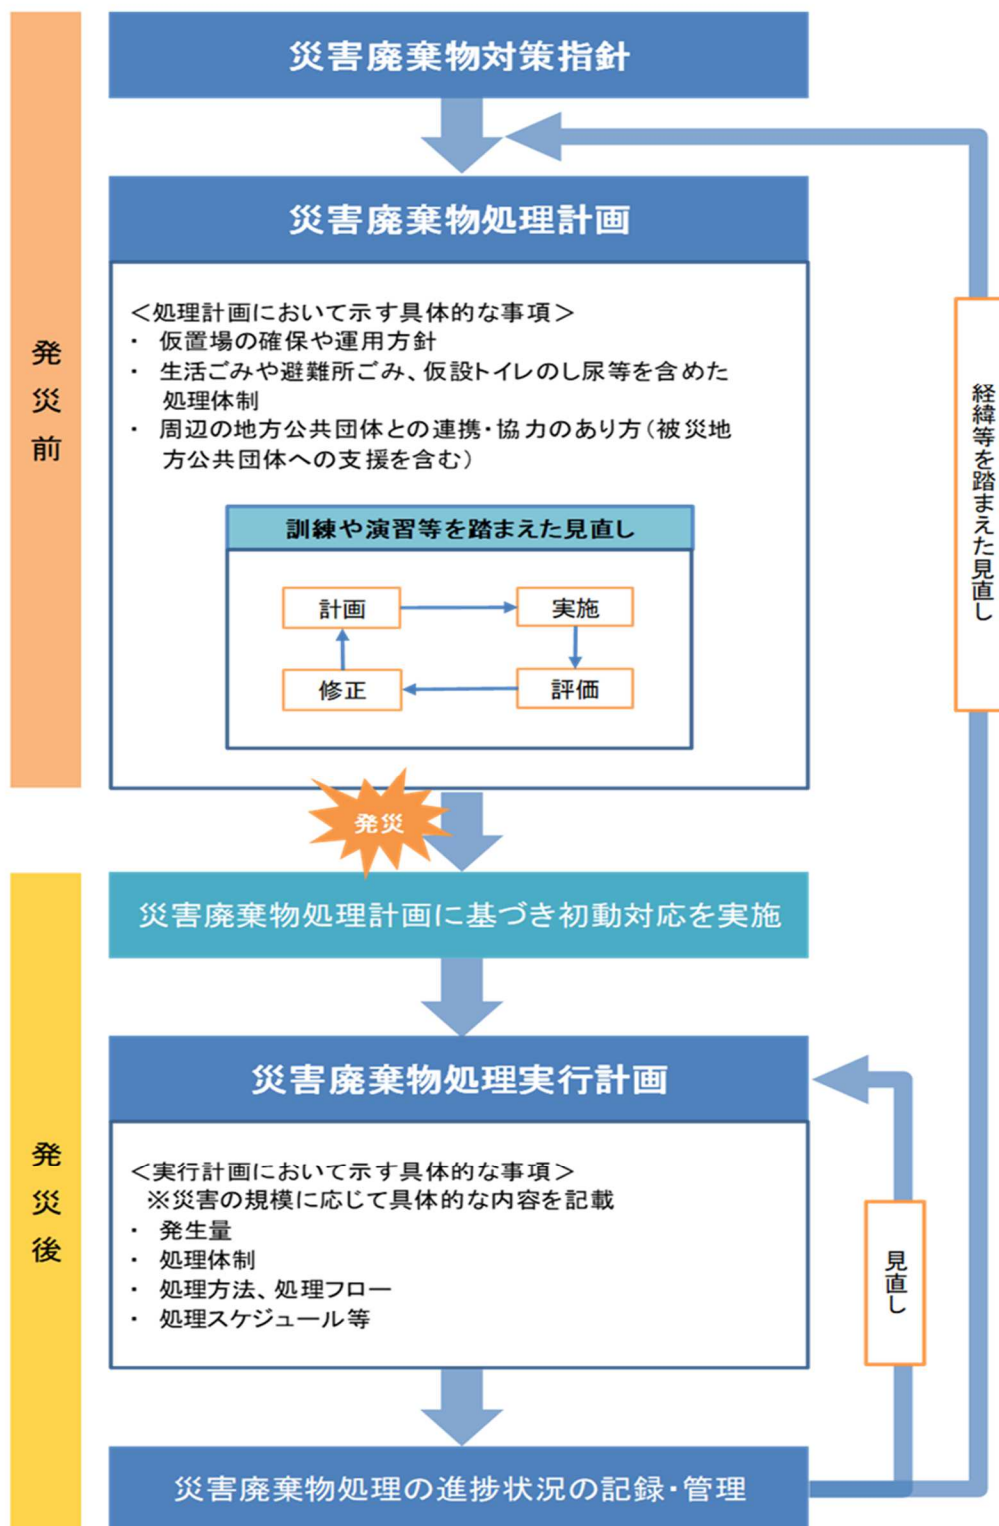 災害廃棄物対策指針
発災前
災害廃棄物処理計画
＜処理計画において示す具体的な事項＞
・ 仮置場の確保や運用方針
・ 生活ごみや避難所ごみ、仮設トイレのし尿等を含めた
処理体制
・ 周辺の地方公共団体との連携・協力のあり方（被災地
方公共団体への支援を含む）
訓練や演習等を踏まえた見直し
計画
実施
修正
評価
経緯等を踏まえた見直し
発災
災害廃棄物処理計画に基づき初動対応を実施
発災後
災害廃棄物処理実行計画
＜実行計画において示す具体的な事項＞
※災害の規模に応じて具体的な内容を記載
・ 発生量
・ 処理体制
・ 処理方法、処理フロー
・ 処理スケジュール等
見直し
災害廃棄物処理の進捗状況の記録・管理